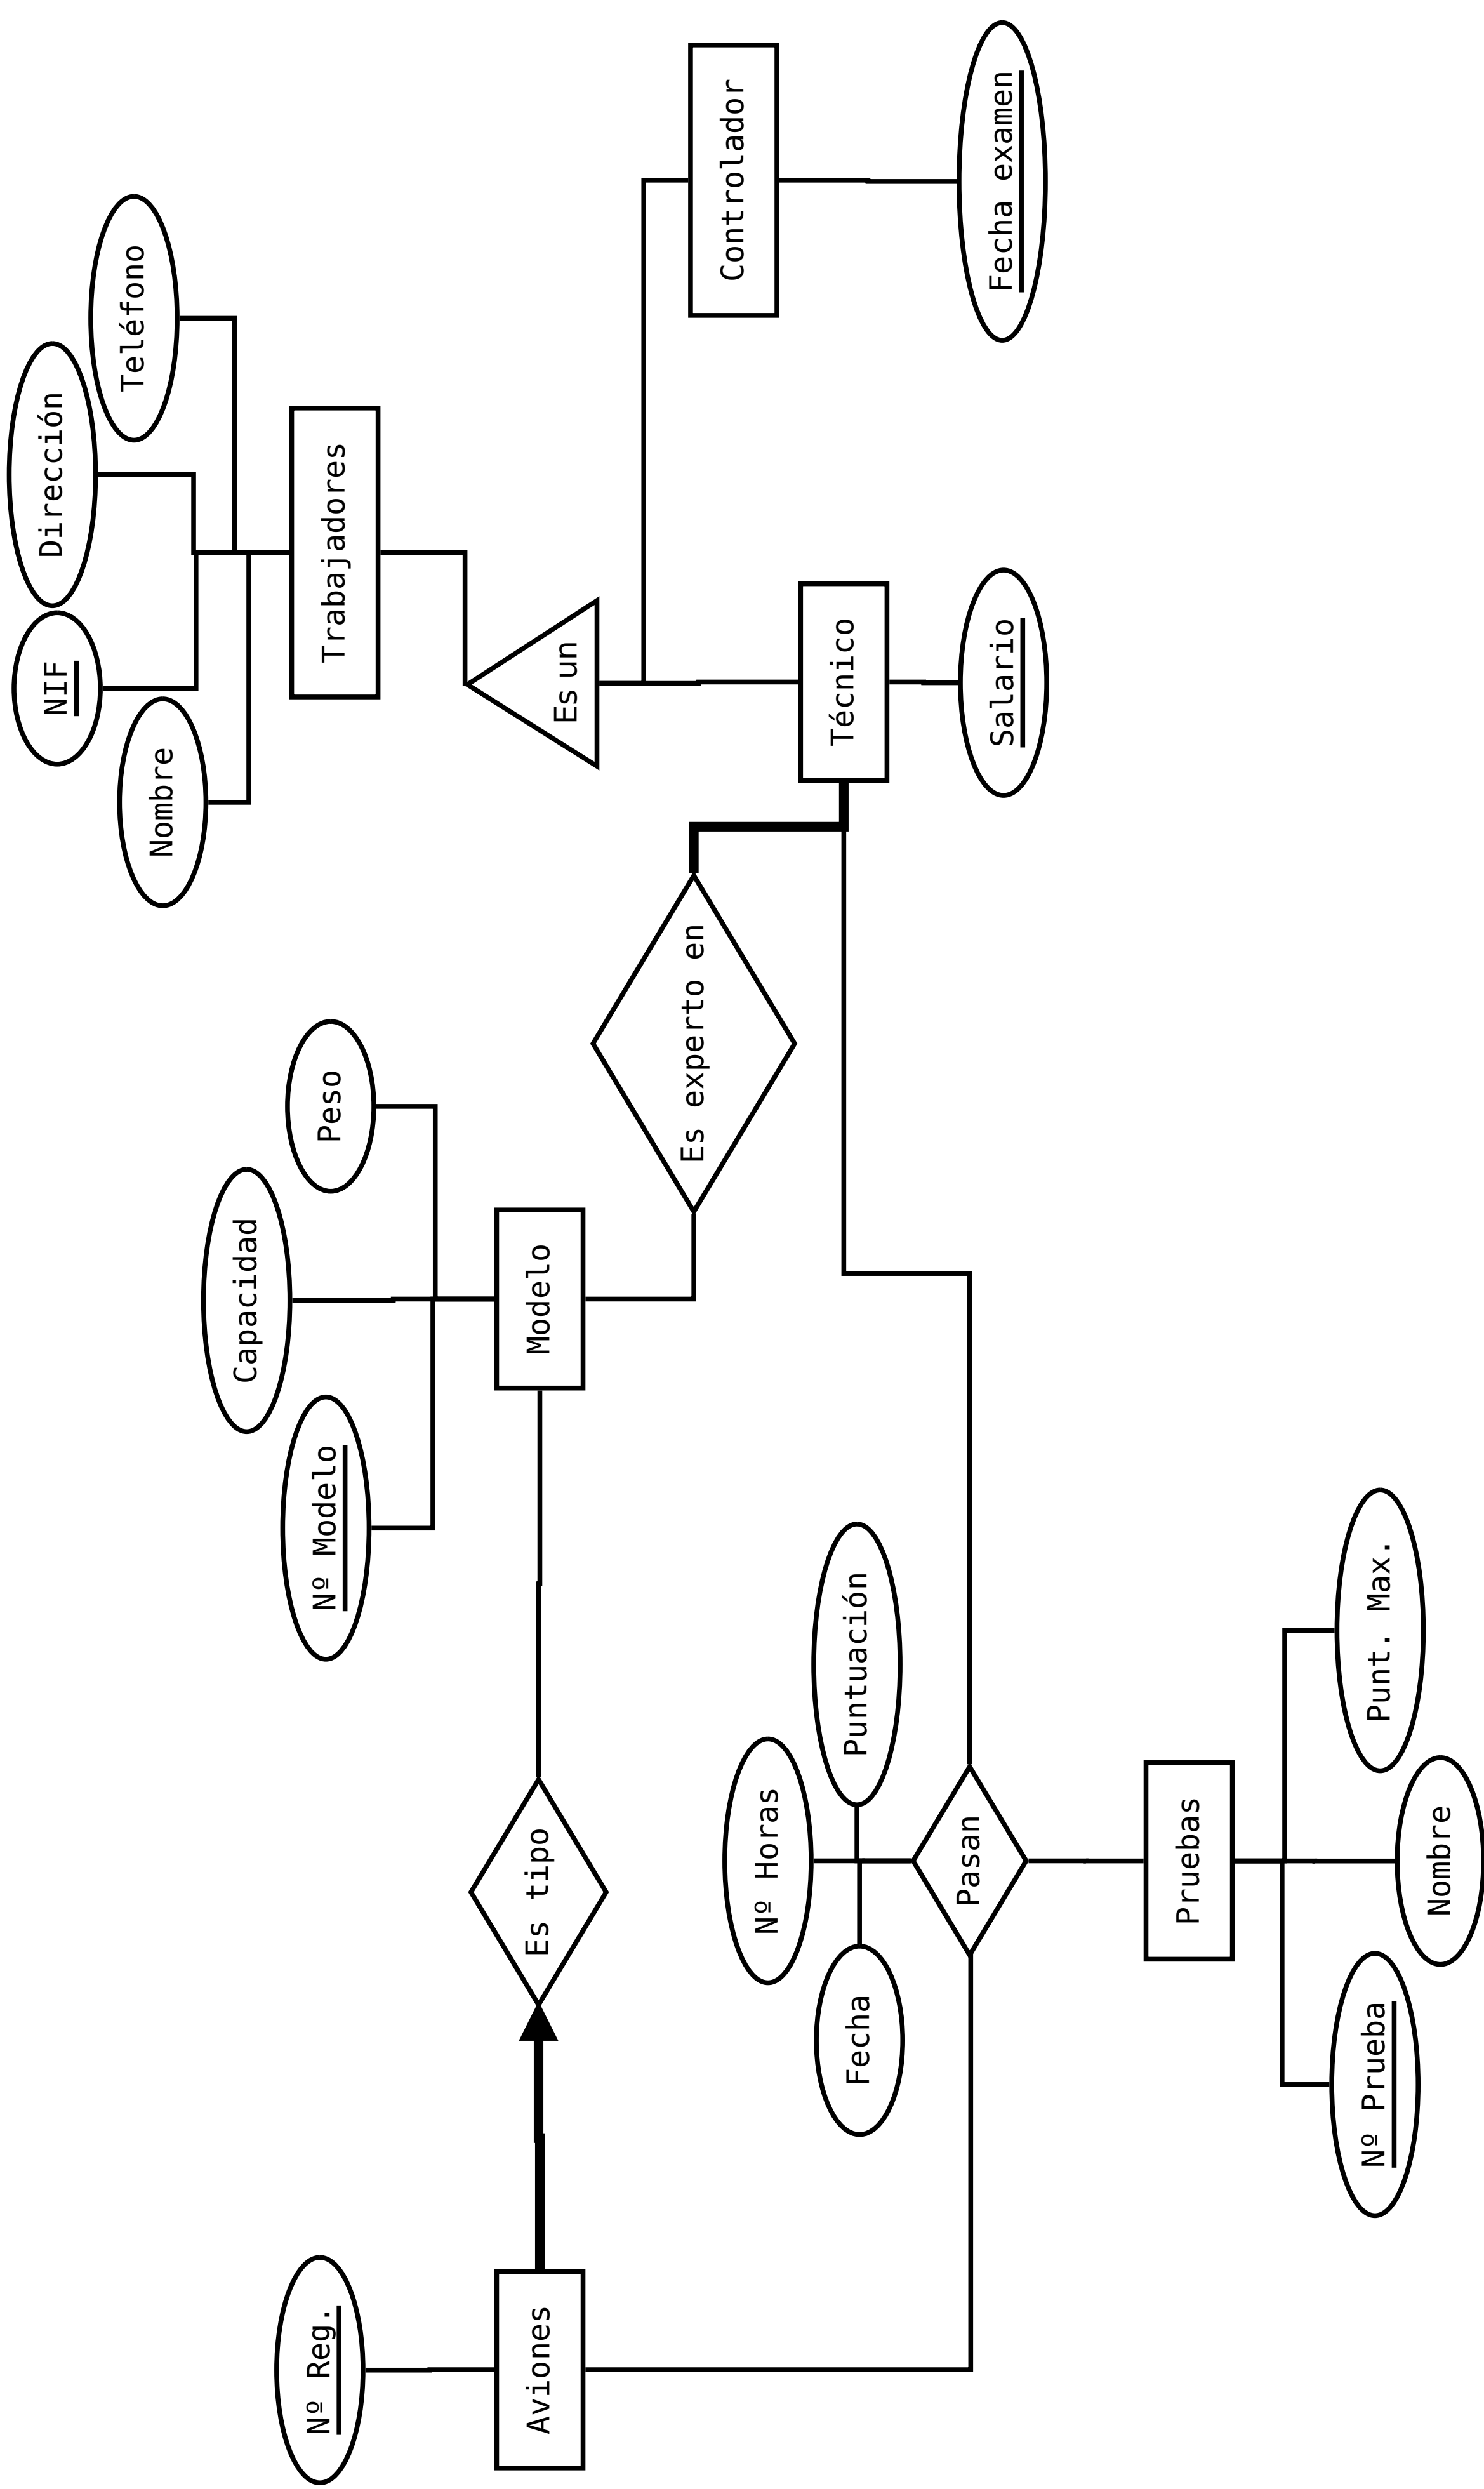 Dirección
NIF
Teléfono
Nombre
Capacidad
Nº Reg.
Nº Modelo
Peso
Trabajadores
Aviones
Es tipo
Modelo
Es un
Es experto en
Controlador
Nº Horas
Fecha
Puntuación
Técnico
Pasan
Salario
Fecha examen
Pruebas
Nº Prueba
Punt. Max.
Nombre